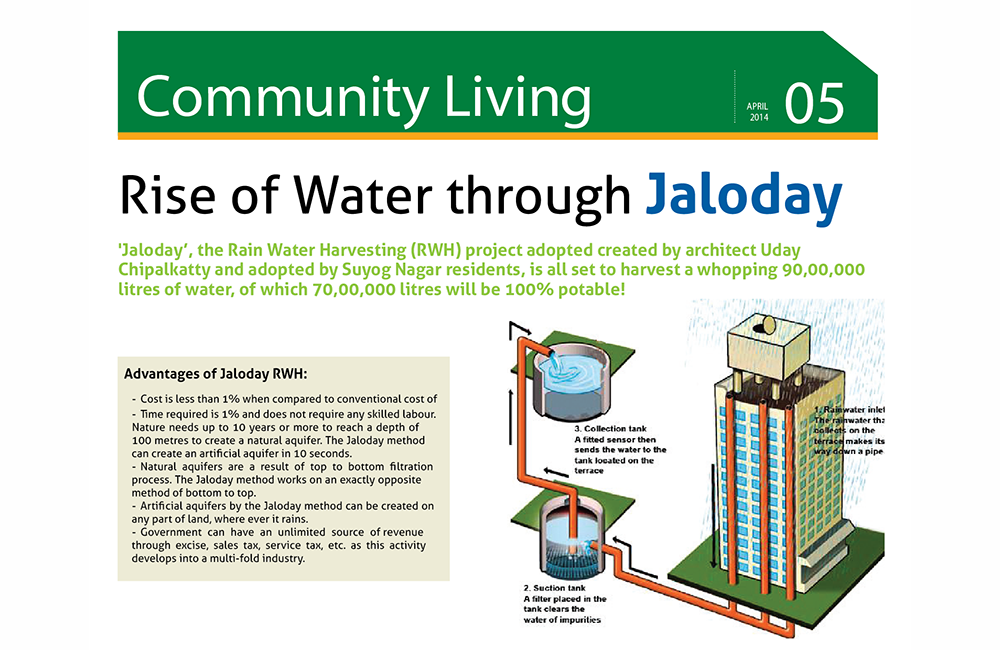 Community Living
APRIL
2014
05
Rise of Water through Jaloday
'Jaloday’, the Rain Water Harvesting (RWH) project adopted created by architect Uday
Chipalkatty and adopted by Suyog Nagar residents, is all set to harvest a whopping 90,00,000
litres of water, of which 70,00,000 litres will be 100% potable!
Advantages of Jaloday RWH:
- Cost is less than 1% when compared to conventional cost of
- Time required is 1% and does not require any skilled labour.
Nature needs up to 10 years or more to reach a depth of
100 metres to create a natural aquifer. The Jaloday method
can create an artificial aquifer in 10 seconds.
- Natural aquifers are a result of top to bottom filtration
process. The Jaloday method works on an exactly opposite
method of bottom to top.
- Artificial aquifers by the Jaloday method can be created on
any part of land, where ever it rains.
- Government can have an unlimited source of revenue
through excise, sales tax, service tax, etc. as this activity
develops into a multi-fold industry.
1. Rainwater inlet
The rainwater tha
collects on the
terrace makes its
way down a pipe
3. Collection tank
A fitted sensor then
sends the water to the
tank located on the
terrace
2. Suction tank
A filter placed in the
tank clears the
water of impurities